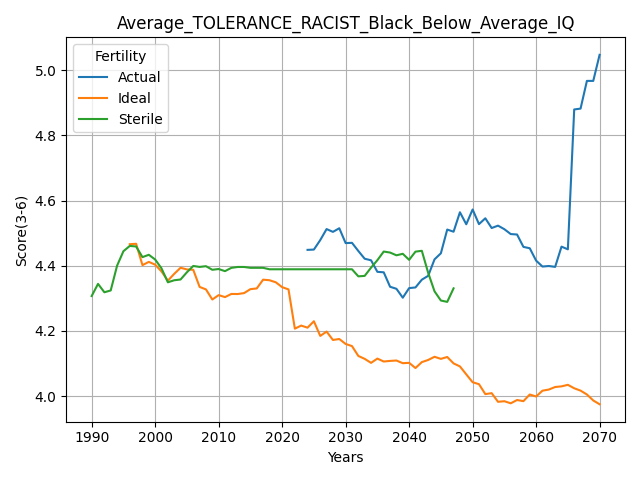 Average_TOLERANCE_RACIST_Black_Below_Average_IQ
Fertility
Actual
Ideal
Sterile
Score(3-6)
5.0
4.8
4.6
4.4
4.2
4.0
1990 2000 2010 2020 2030 2040 2050 2060 2070
Years